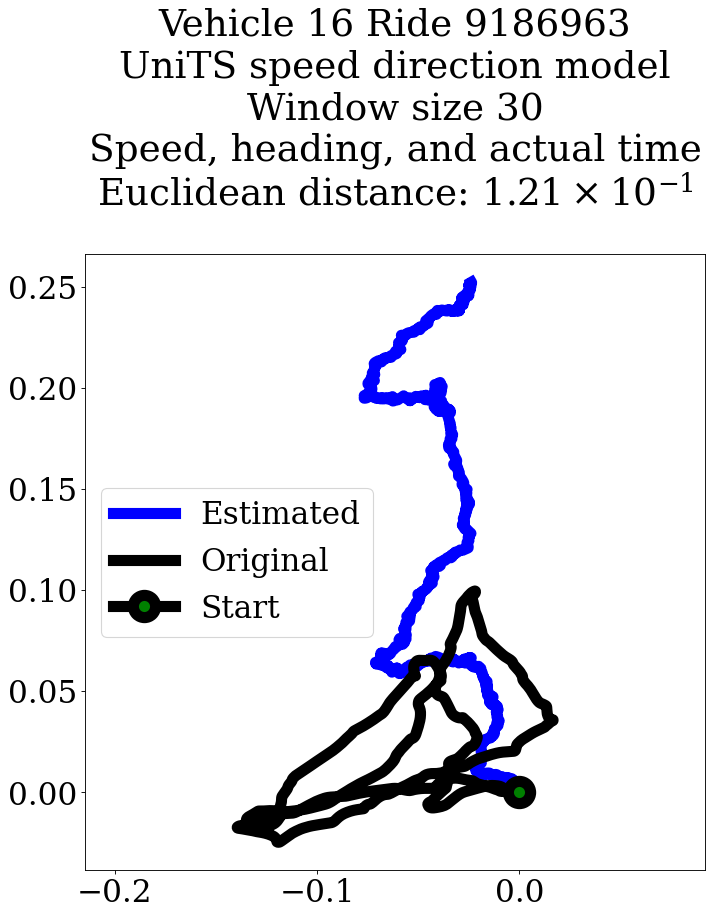 Vehicle 16 Ride 9186963
UniTS speed direction model
Window size 30
Speed, heading, and actual time
Euclidean distance: 1.21 × 10⁻¹
0.25
0.20
0.15
0.10
0.05
0.00
Estimated
Original
Start
−0.2 −0.1 0.0